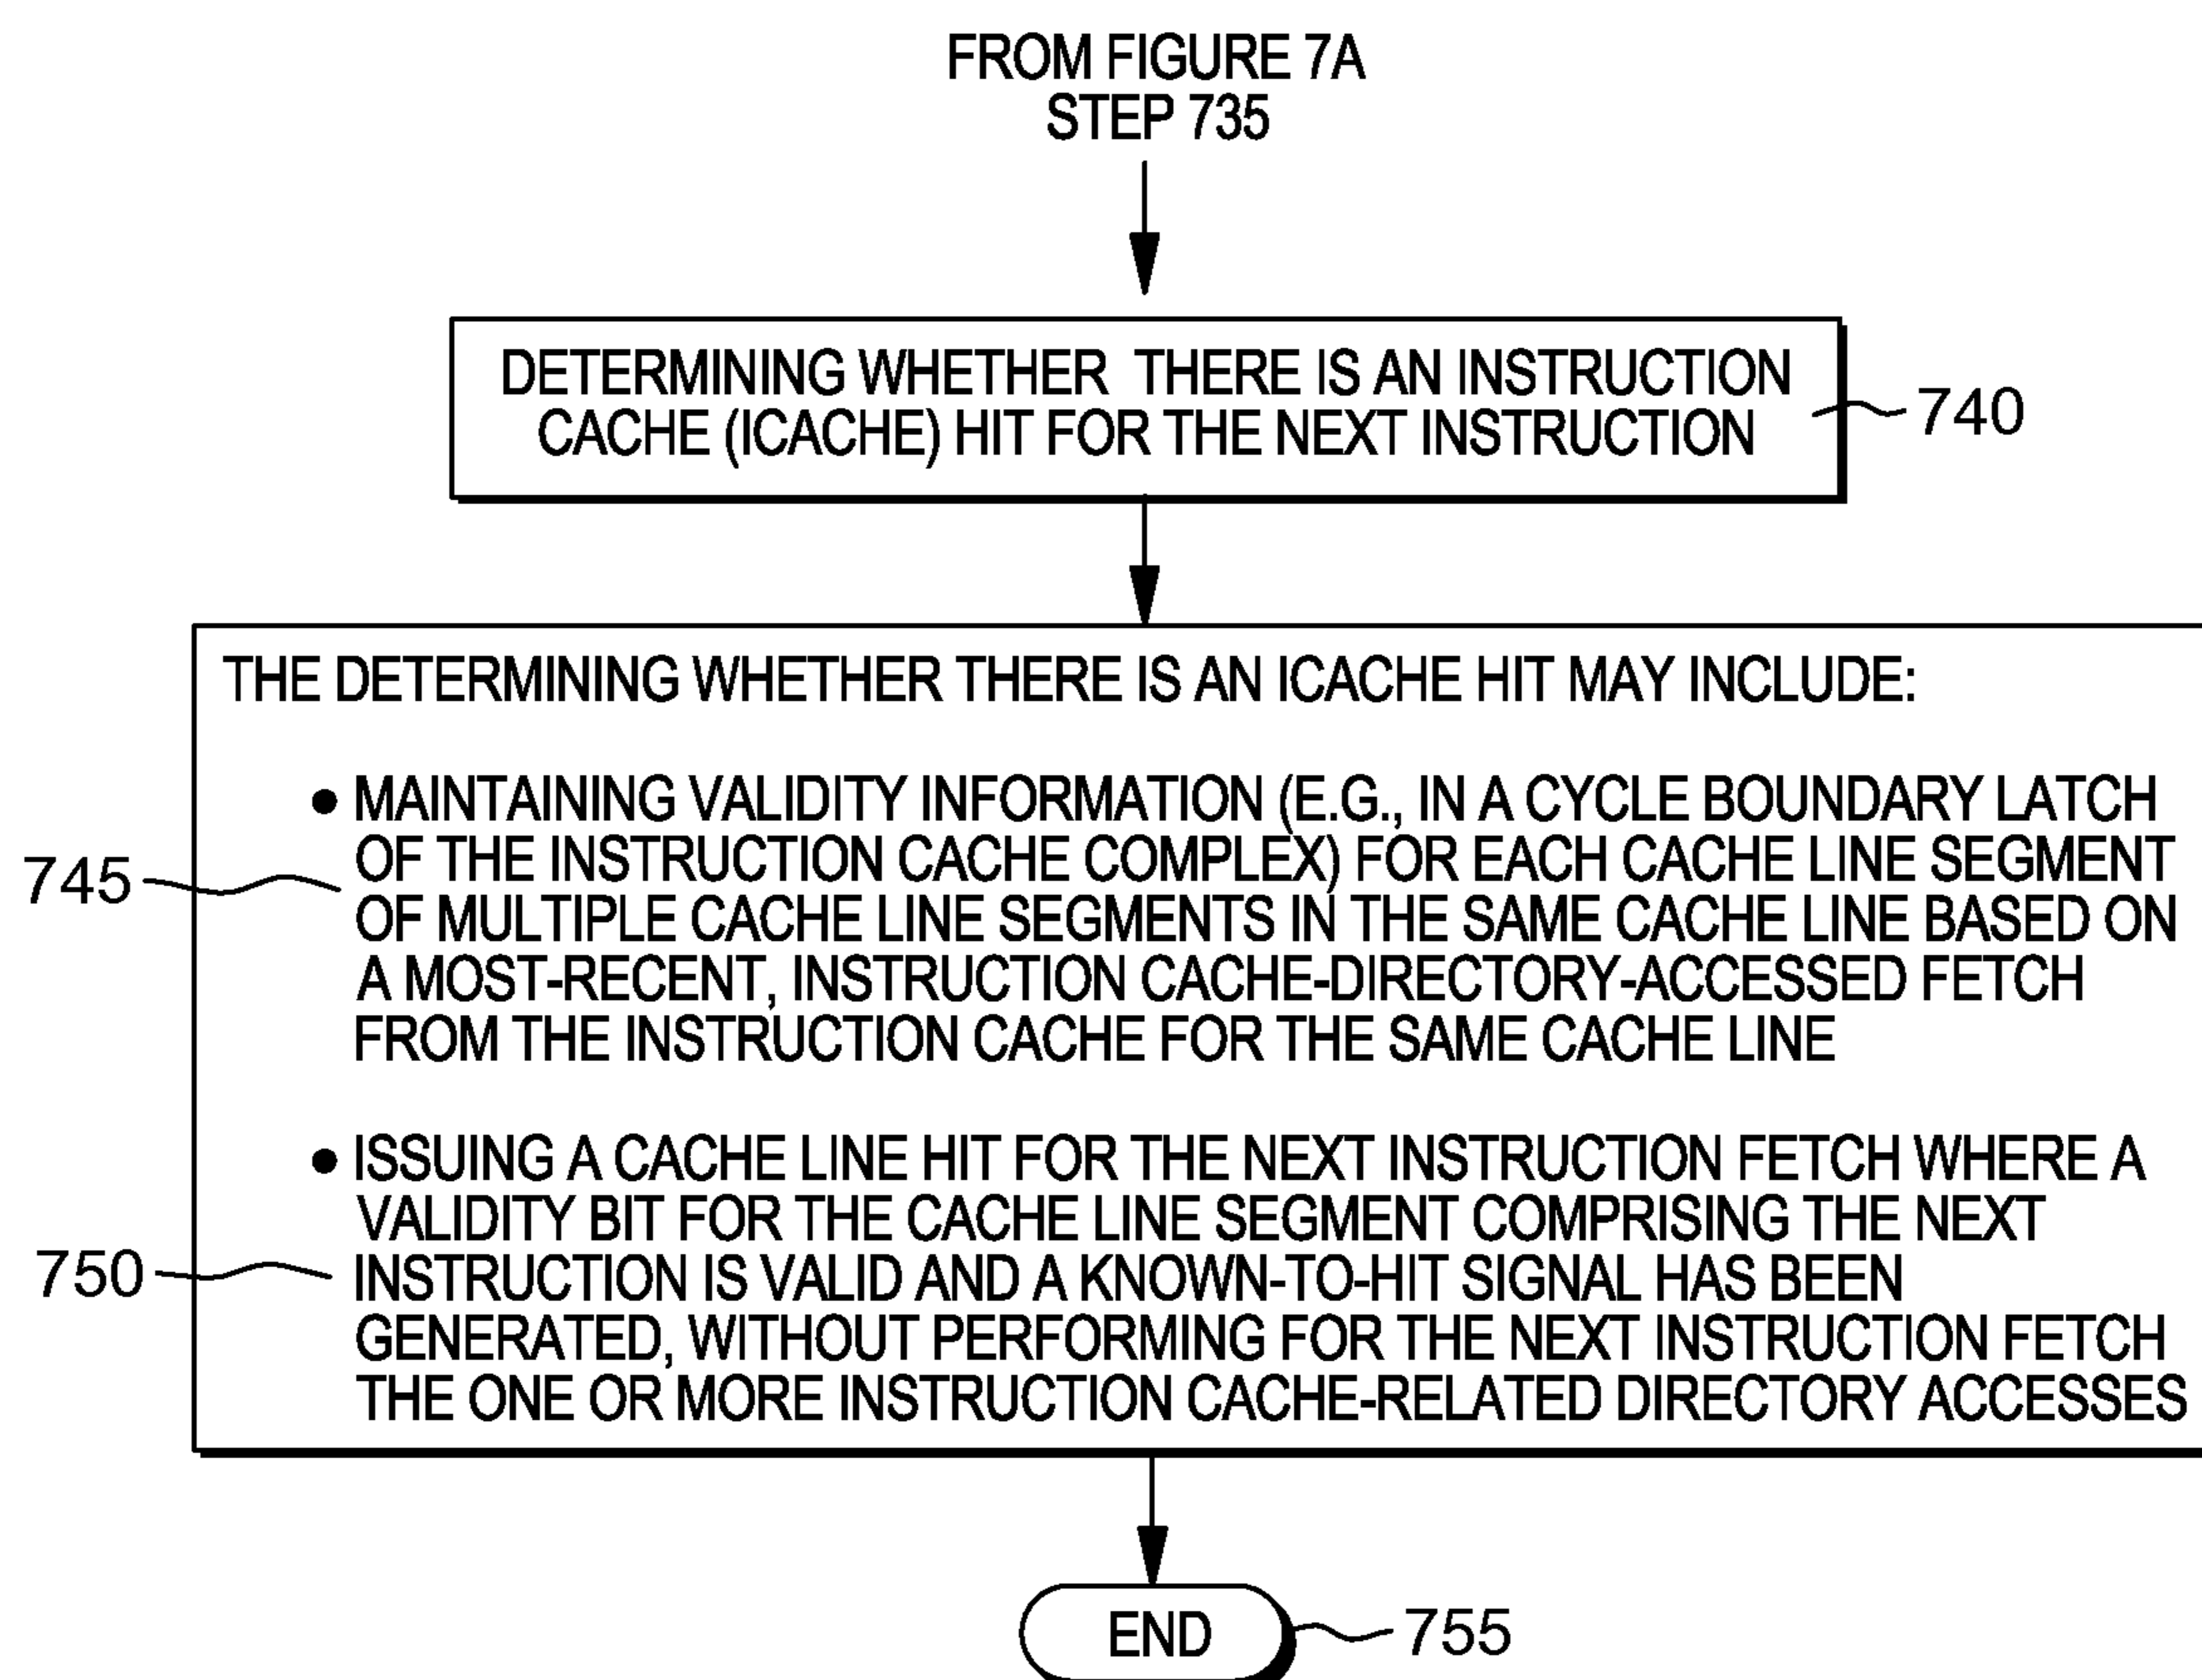 FROM FIGURE 7A
STEP 735
DETERMINING WHETHER THERE IS AN INSTRUCTION
CACHE (ICACHE) HIT FOR THE NEXT INSTRUCTION
740
THE DETERMINING WHETHER THERE IS AN ICACHE HIT MAY INCLUDE:
● MAINTAINING VALIDITY INFORMATION (E.G., IN A CYCLE BOUNDARY LATCH
OF THE INSTRUCTION CACHE COMPLEX) FOR EACH CACHE LINE SEGMENT
745
OF MULTIPLE CACHE LINE SEGMENTS IN THE SAME CACHE LINE BASED ON
A MOST-RECENT, INSTRUCTION CACHE-DIRECTORY-ACCESSED FETCH
FROM THE INSTRUCTION CACHE FOR THE SAME CACHE LINE
● ISSUING A CACHE LINE HIT FOR THE NEXT INSTRUCTION FETCH WHERE A
VALIDITY BIT FOR THE CACHE LINE SEGMENT COMPRISING THE NEXT
750
INSTRUCTION IS VALID AND A KNOWN-TO-HIT SIGNAL HAS BEEN
GENERATED, WITHOUT PERFORMING FOR THE NEXT INSTRUCTION FETCH
THE ONE OR MORE INSTRUCTION CACHE-RELATED DIRECTORY ACCESSES
END
755